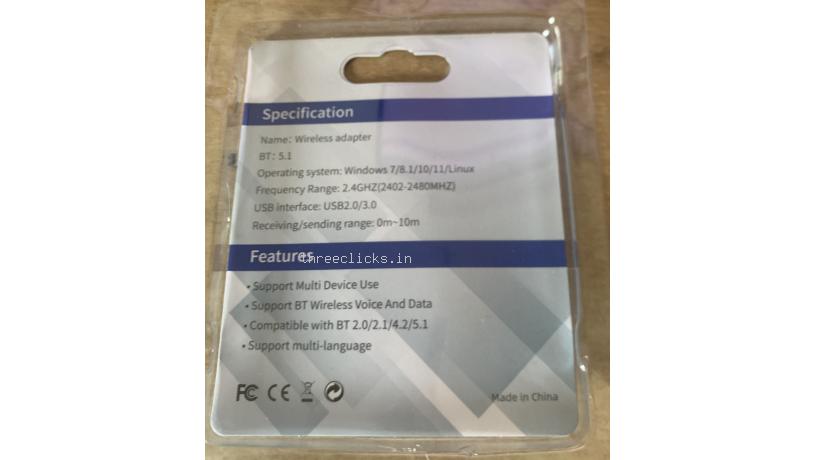 Specification
Name: Wireless adapter
BT: 5.1
Operating system: Windows 7/8.1/10/11/Linux
Frequency Range: 2.4GHZ(2402-2480MHZ)
USB interface: USB2.0/3.0
Receiving/sending range: 0m~10m
Features
threeclicks.in
• Support Multi Device Use
• Support BT Wireless Voice And Data
• Compatible with BT 2.0/2.1/4.2/5.1
• Support multi-language
FC CE
Made in China